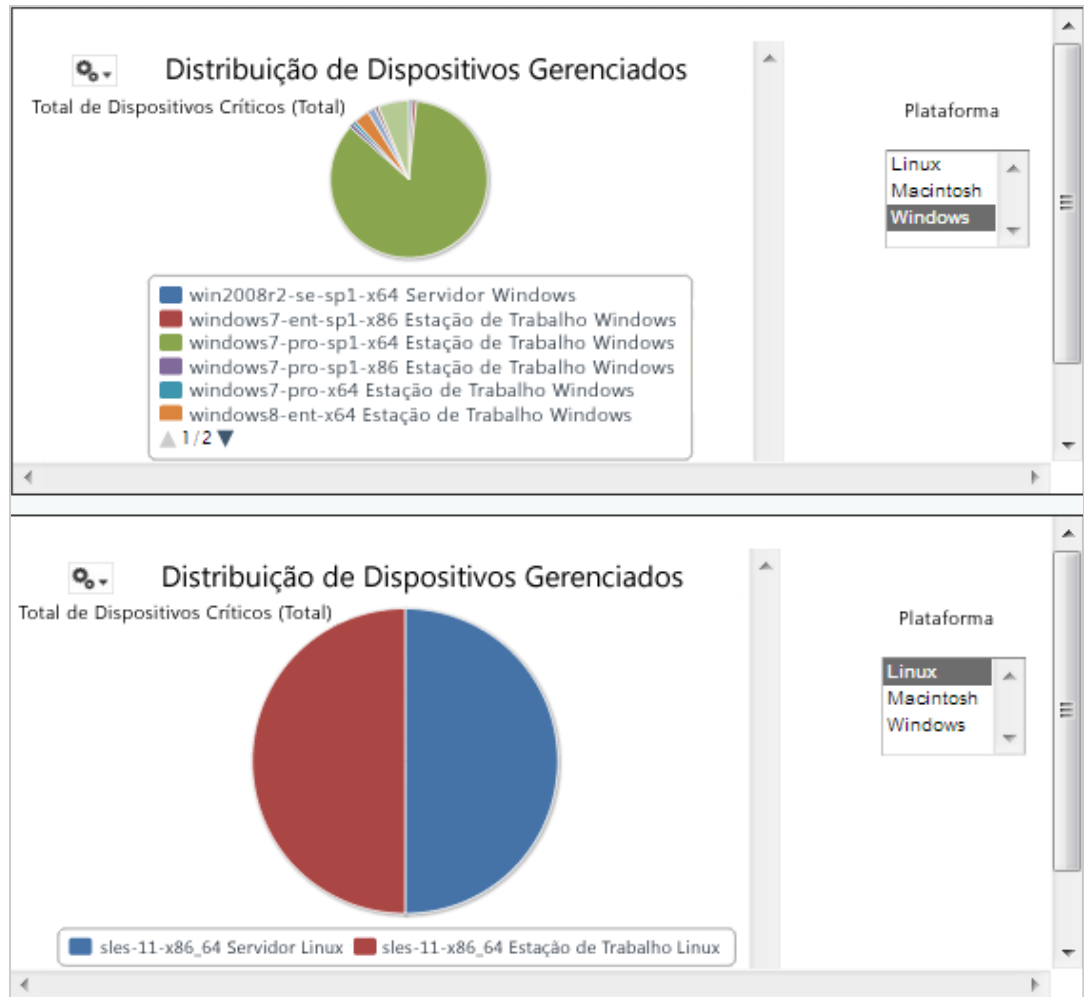 Distribuição de Dispositivos Gerenciados
Total de Dispositivos Críticos (Total)
Plataforma
Linux
Macintosh
Windows
win2008r2-se-sp1-x64 Servidor Windows
windows7-ent-sp1-x86 Estação de Trabalho Windows
windows7-pro-sp1-x64 Estação de Trabalho Windows
windows7-pro-sp1-x86 Estação de Trabalho Windows
windows7-pro-x64 Estação de Trabalho Windows
windows8-ent-x64 Estação de Trabalho Windows
1/2
Distribuição de Dispositivos Gerenciados
Total de Dispositivos Críticos (Total)
Plataforma
Linux
Macintosh
Windows
sles-11-x86_64 Servidor Linux sles-11-x86_64 Estação de Trabalho Linux